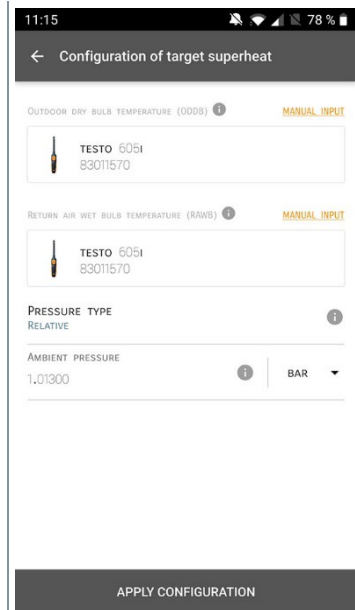 11:15
78 %
Configuration of target superheat
OUTDOOR DRY BULB TEMPERATURE (ODDB)
MANUAL INPUT
TESTO 605I
83011570
RETURN AIR WET BULB TEMPERATURE (RAWB)
MANUAL INPUT
TESTO 605I
83011570
PRESSURE TYPE
RELATIVE
AMBIENT PRESSURE
1.01300
BAR
APPLY CONFIGURATION